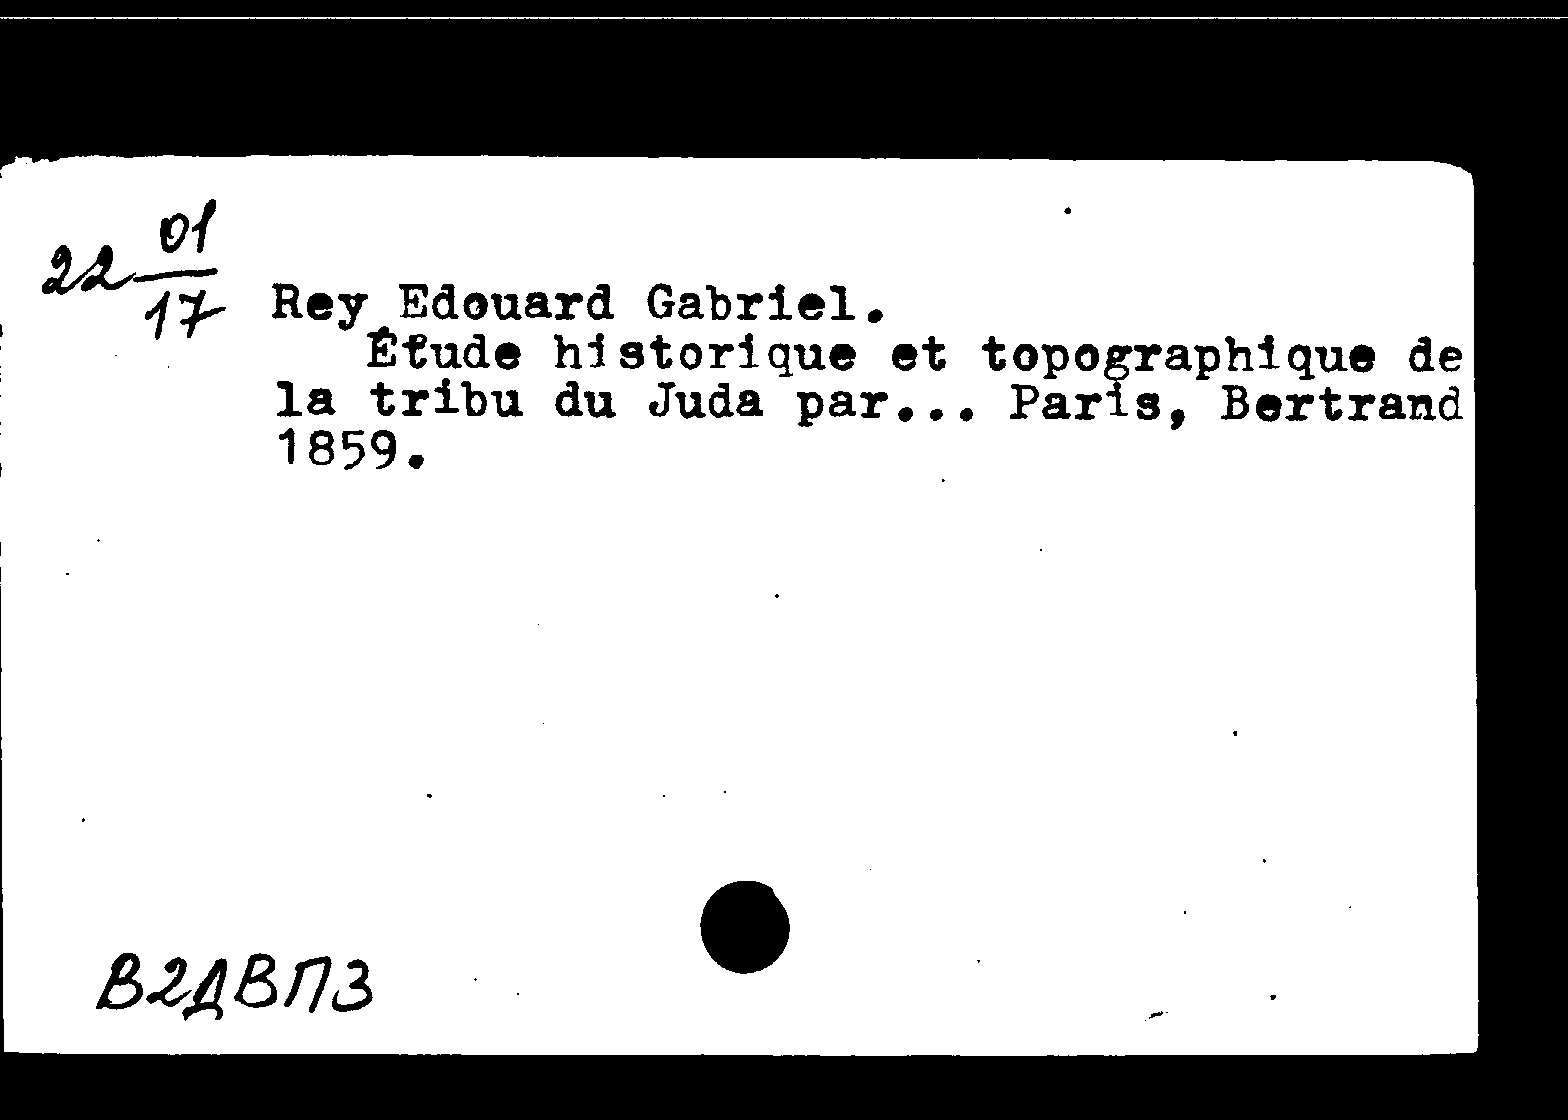 22 01/17
Rey Edouard Gabriel.
Étude historique et topographique de
la tribu du Juda par... Paris, Bertrand
1859.
В2ДВП3